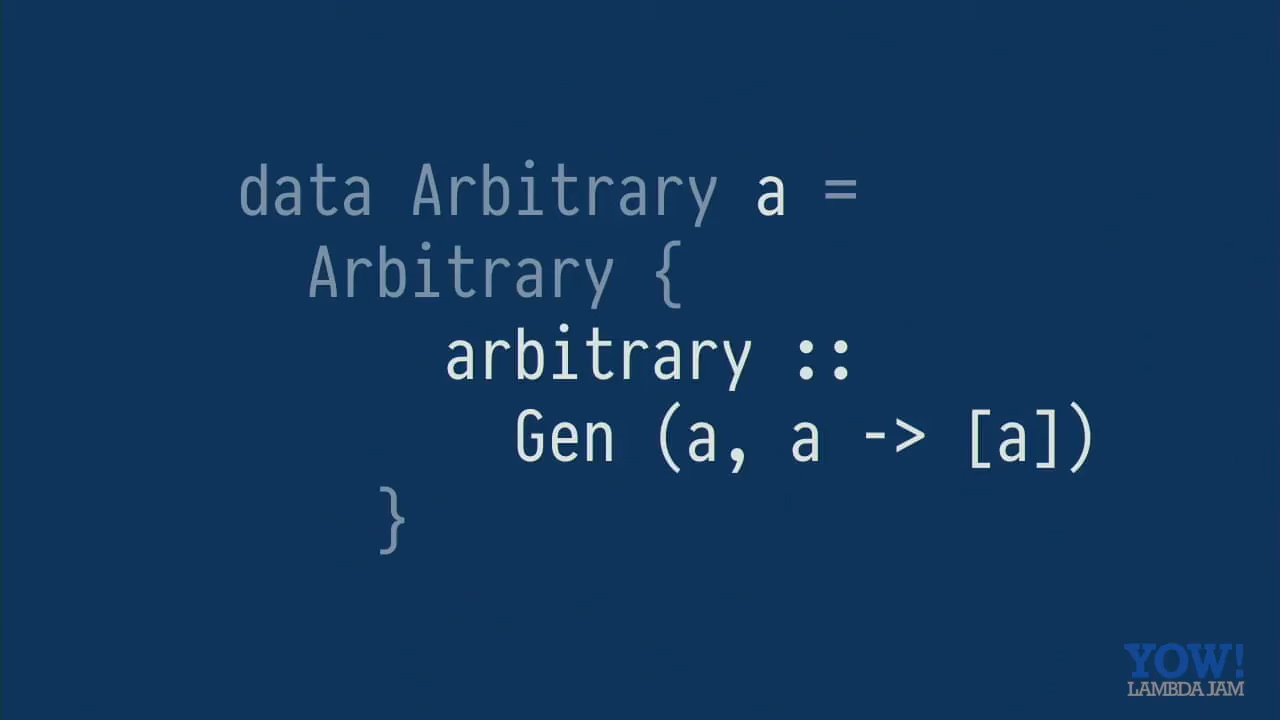 data Arbitrary a =
Arbitrary {
arbitrary ::
Gen (a, a -> [a])
}
YOW!
LAMBDA JAM